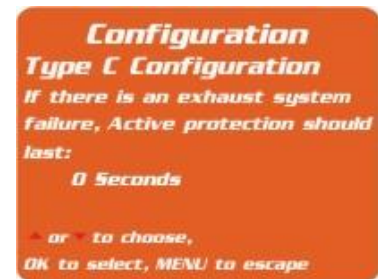 Configuration
Type C Configuration
If there is an exhaust system
failure, Active protection should
last:
0 Seconds
▲ or ▼ to choose,
OK to select, MENU to escape